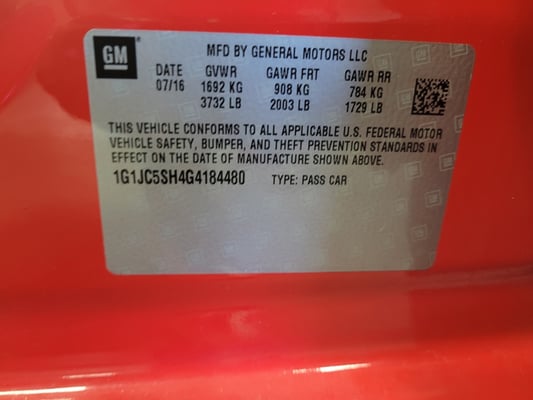 GM
MFD BY GENERAL MOTORS LLC
DATE GVWR GAWR FRT GAWR RR
07/16 1692 KG 908 KG 784 KG
3732 LB 2003 LB 1729 LB
THIS VEHICLE CONFORMS TO ALL APPLICABLE U.S. FEDERAL MOTOR
VEHICLE SAFETY, BUMPER, AND THEFT PREVENTION STANDARDS IN
EFFECT ON THE DATE OF MANUFACTURE SHOWN ABOVE.
1G1JC5SH4G4184480 TYPE: PASS CAR